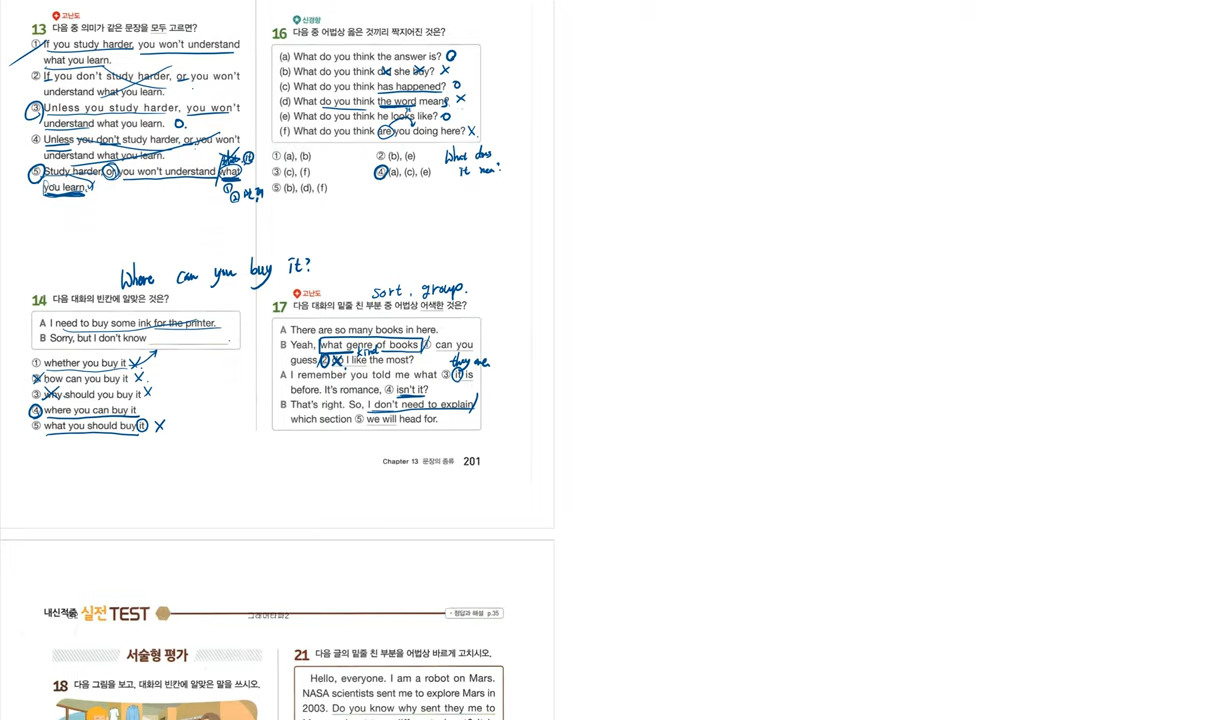 고난도
13 다음 중 의미가 같은 문장을 모두 고르면?
① If you study harder, you won't understand
what you learn.
② If you don't study harder, or you won't
understand what you learn.
③ Unless you study harder, you won't
understand what you learn. O.
④ Unless you don't study harder, or you won't
understand what you learn.
⑤ Study harder, or you won't understand what
you learn.
Where can you buy it?
14 다음 대화의 빈칸에 알맞은 것은?
A I need to buy some ink for the printer.
B Sorry, but I don't know ____________.
① whether you buy it X
② how can you buy it X.
③ why should you buy it X
④ where you can buy it
⑤ what you should buy it X
신경향
16 다음 중 어법상 옳은 것끼리 짝지어진 것은?
(a) What do you think the answer is? O
(b) What do you think did she buy? X
(c) What do you think has happened? O
(d) What do you think the word mean? X
(e) What do you think he looks like? O
(f) What do you think are you doing here? X.
① (a), (b)
② (b), (e)
③ (c), (f)
④ (a), (c), (e)
⑤ (b), (d), (f)
What does
it mean?
sort, group.
고난도
17 다음 대화의 밑줄 친 부분 중 어법상 어색한 것은?
A There are so many books in here.
B Yeah, what genre of books ① can you
kind
guess ② do I like the most?
they are
A I remember you told me what ③ it is
before. It's romance, ④ isn't it?
B That's right. So, I don't need to explain
which section ⑤ we will head for.
Chapter 13 문장의 종류 201
내신적중 실전 TEST
그래머타파2
• 정답과 해설 p.35
서술형 평가
18 다음 그림을 보고, 대화의 빈칸에 알맞은 말을 쓰시오.
21 다음 글의 밑줄 친 부분을 어법상 바르게 고치시오.
Hello, everyone. I am a robot on Mars.
NASA scientists sent me to explore Mars in
2003. Do you know why sent they me to